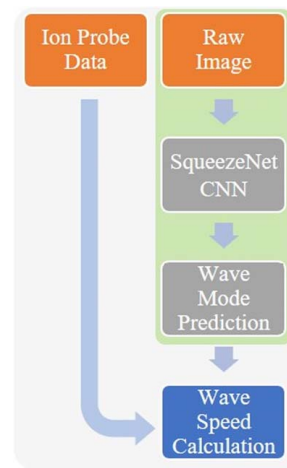 Ion Probe
Data
Raw
Image
SqueezeNet
CNN
Wave
Mode
Prediction
Wave
Speed
Calculation